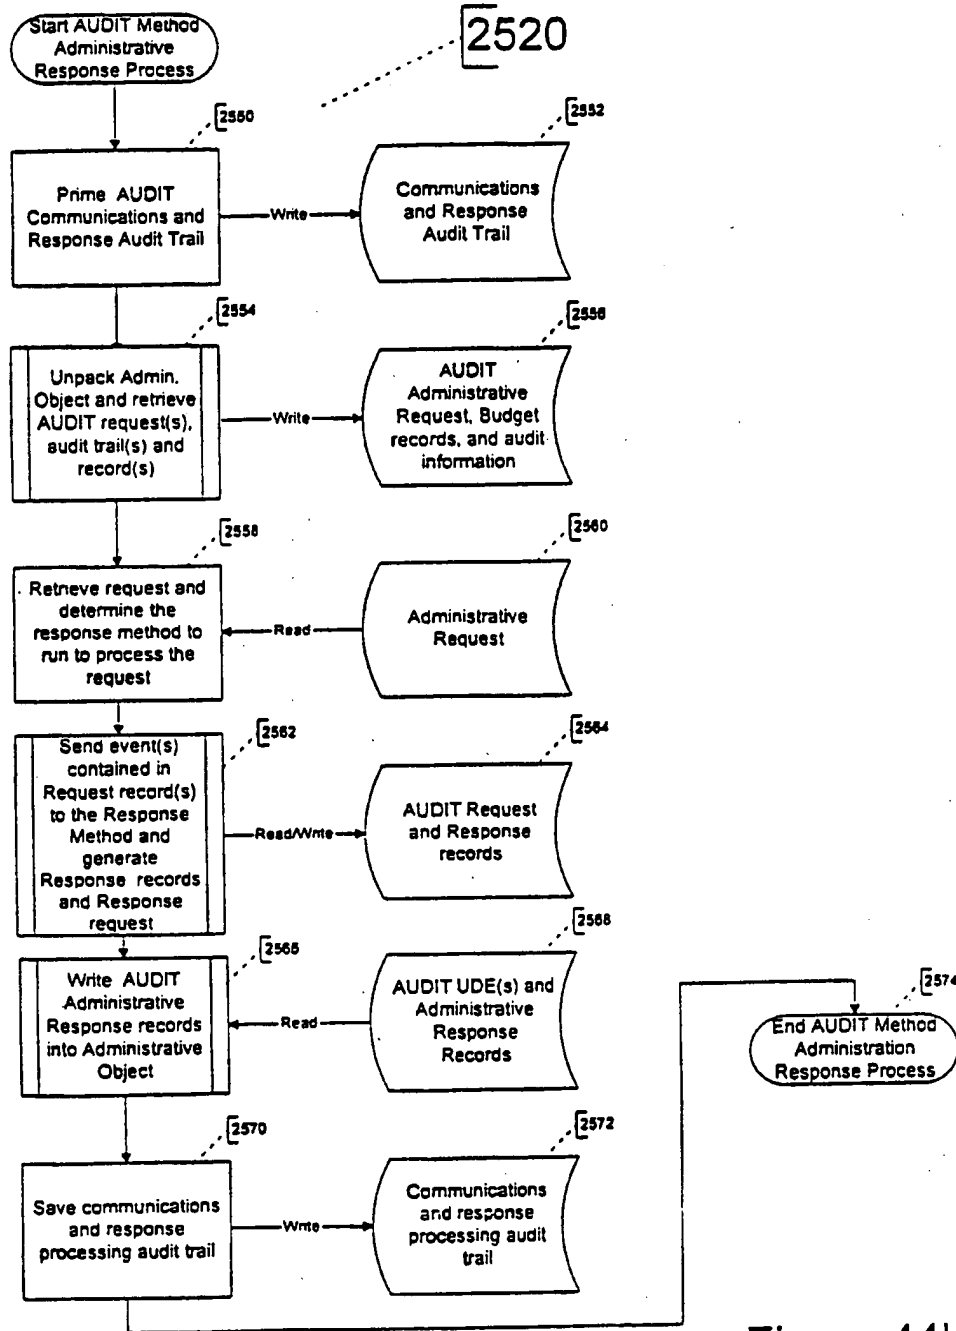 Start AUDIT Method
Administrative
Response Process
2520
2550
Prime AUDIT
Communications and
Response Audit Trail
Write
2552
Communications
and Response
Audit Trail
2554
Unpack Admin.
Object and retrieve
AUDIT request(s),
audit trail(s) and
record(s)
Write
2556
AUDIT
Administrative
Request, Budget
records, and audit
information
2558
Retrieve request and
determine the
response method to
run to process the
request
Read
2560
Administrative
Request
2562
Send event(s)
contained in
Request record(s)
to the Response
Method and
generate
Response records
and Response
request
Read/Write
2564
AUDIT Request
and Response
records
2566
Write AUDIT
Administrative
Response records
into Administrative
Object
Read
2568
AUDIT UDE(s) and
Administrative
Response
Records
2570
Save communications
and response
processing audit trail
Write
2572
Communications
and response
processing audit
trail
2574
End AUDIT Method
Administration
Response Process